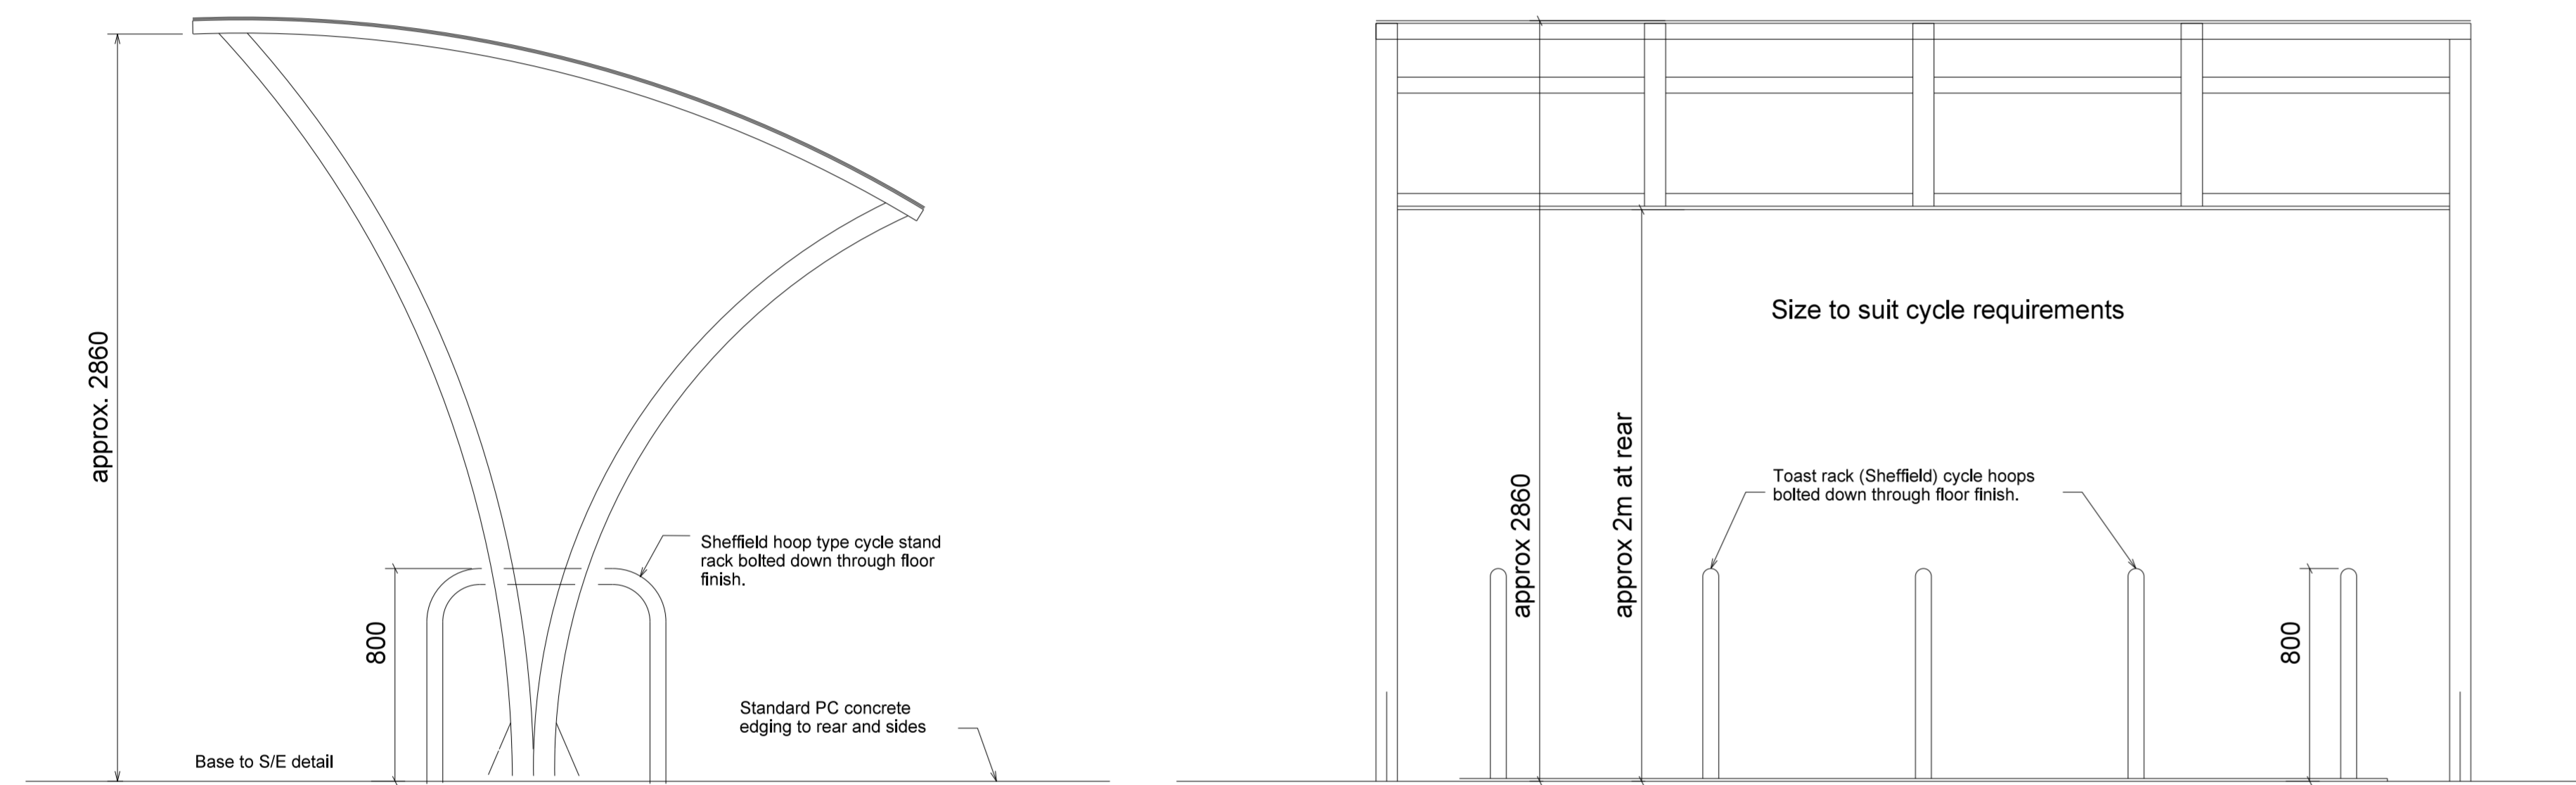 approx. 2860
800
Base to S/E detail
Sheffield hoop type cycle stand
rack bolted down through floor
finish.
Standard PC concrete
edging to rear and sides
approx 2860
approx 2m at rear
Size to suit cycle requirements
Toast rack (Sheffield) cycle hoops
bolted down through floor finish.
800